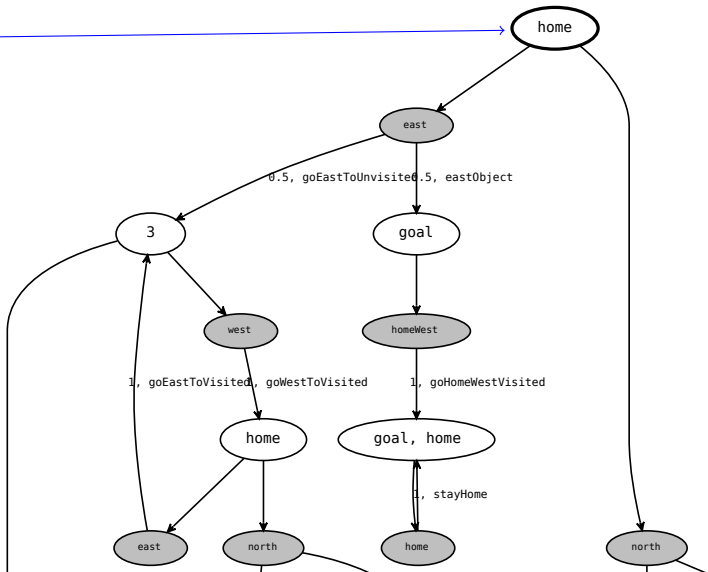 home
east
0.5, goEastToUnvisited
0.5, eastObject
3
goal
west
homeWest
1, goEastToVisited
1, goWestToVisited
1, goHomeWestVisited
home
goal, home
1, stayHome
east
north
home
north